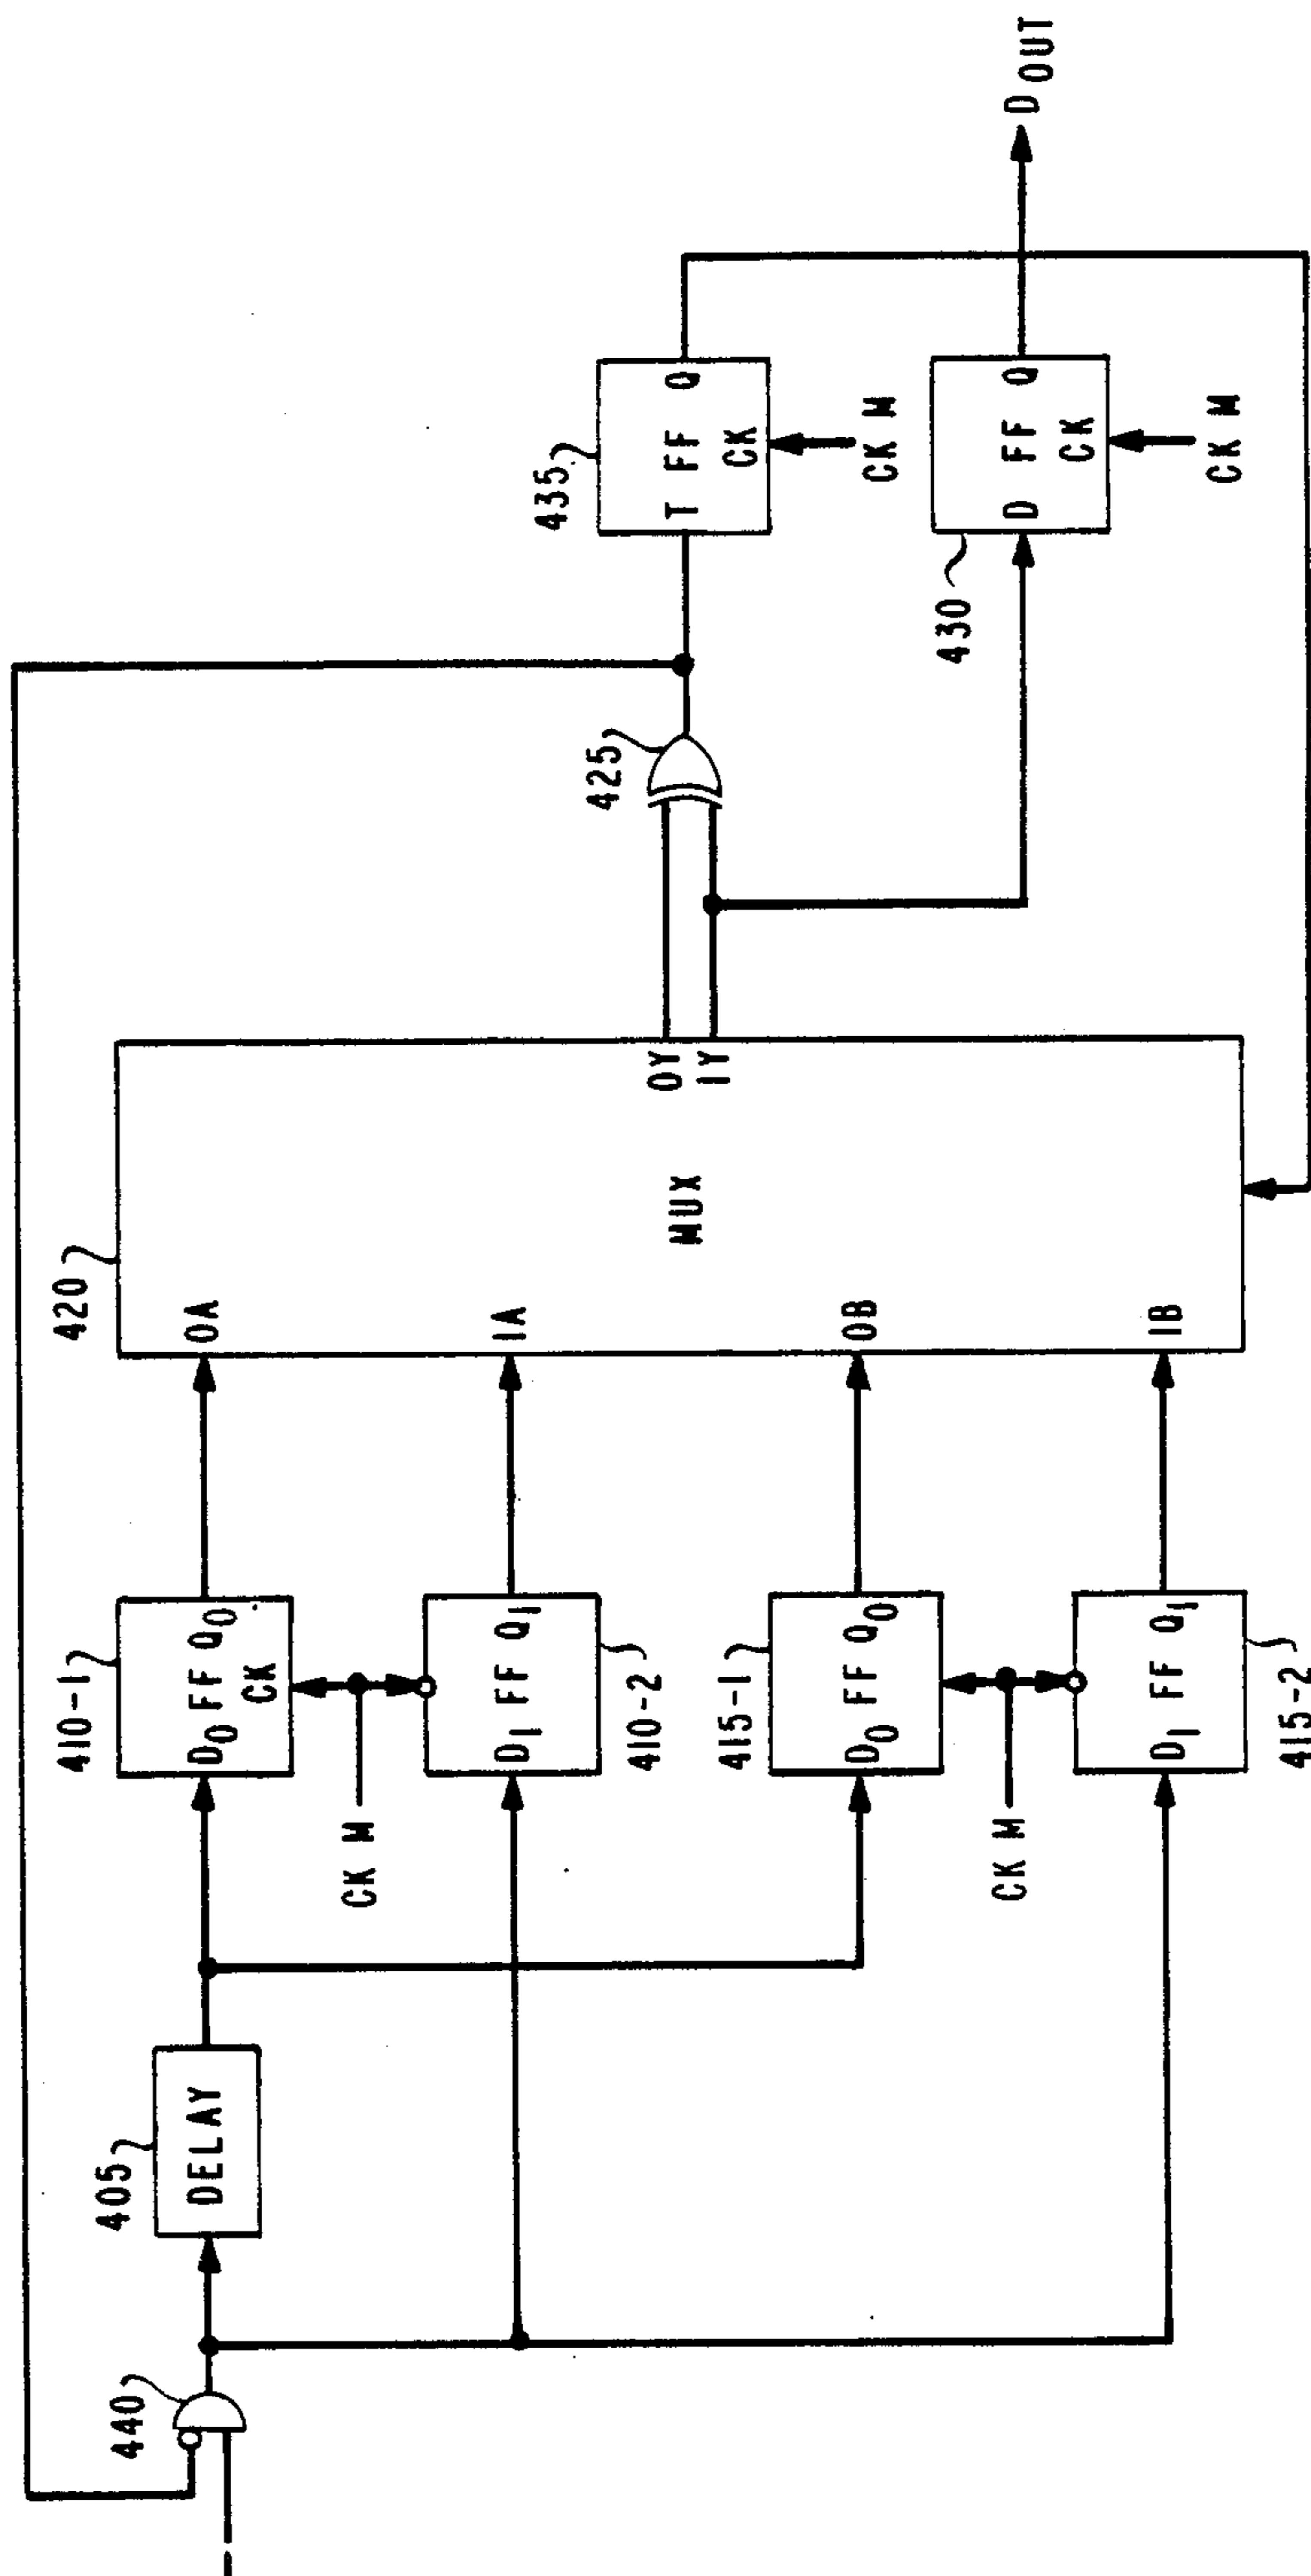 440
405
DELAY
410-1
D0 FF Q0
CK
CK M
D1 FF Q1
410-2
415-1
D0 FF Q0
CK M
D1 FF Q1
415-2
420
0A
1A
0B
1B
MUX
0Y
1Y
425
435
T FF Q
CK
CK M
430
D FF Q
CK
CK M
DOUT